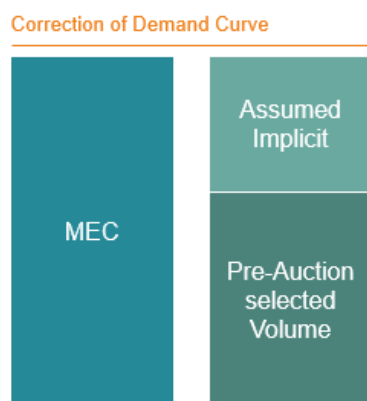 Correction of Demand Curve
MEC
Assumed
Implicit
Pre-Auction
selected
Volume